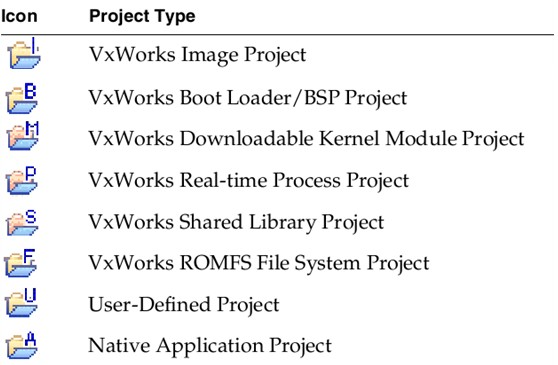 Icon Project Type
I VxWorks Image Project
B VxWorks Boot Loader/BSP Project
M VxWorks Downloadable Kernel Module Project
P VxWorks Real-time Process Project
S VxWorks Shared Library Project
F VxWorks ROMFS File System Project
U User-Defined Project
A Native Application Project